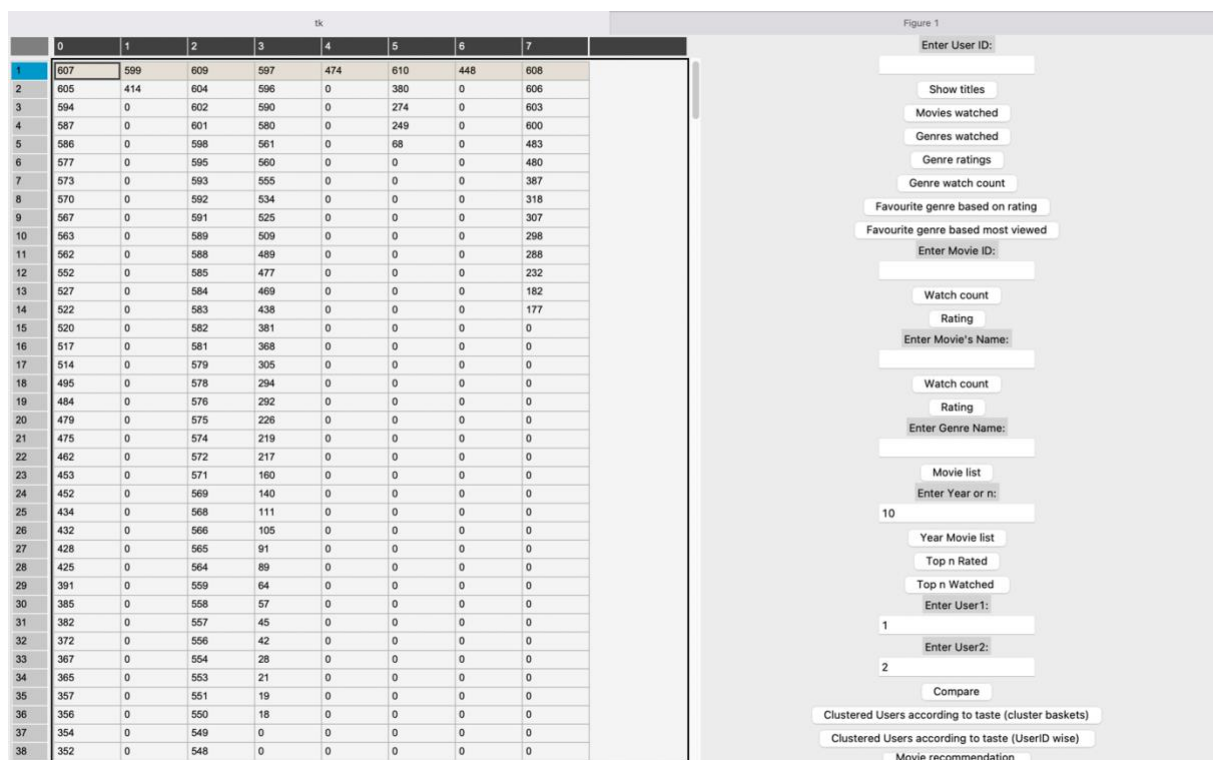 tk
Figure 1
0 1 2 3 4 5 6 7
1 607 599 609 597 474 610 448 608
2 605 414 604 596 0 380 0 606
3 594 0 602 590 0 274 0 603
4 587 0 601 580 0 249 0 600
5 586 0 598 561 0 68 0 483
6 577 0 595 560 0 0 0 480
7 573 0 593 555 0 0 0 387
8 570 0 592 534 0 0 0 318
9 567 0 591 525 0 0 0 307
10 563 0 589 509 0 0 0 298
11 562 0 588 489 0 0 0 288
12 552 0 585 477 0 0 0 232
13 527 0 584 469 0 0 0 182
14 522 0 583 438 0 0 0 177
15 520 0 582 381 0 0 0 0
16 517 0 581 368 0 0 0 0
17 514 0 579 305 0 0 0 0
18 495 0 578 294 0 0 0 0
19 484 0 576 292 0 0 0 0
20 479 0 575 226 0 0 0 0
21 475 0 574 219 0 0 0 0
22 462 0 572 217 0 0 0 0
23 453 0 571 160 0 0 0 0
24 452 0 569 140 0 0 0 0
25 434 0 568 111 0 0 0 0
26 432 0 566 105 0 0 0 0
27 428 0 565 91 0 0 0 0
28 425 0 564 89 0 0 0 0
29 391 0 559 64 0 0 0 0
30 385 0 558 57 0 0 0 0
31 382 0 557 45 0 0 0 0
32 372 0 556 42 0 0 0 0
33 367 0 554 28 0 0 0 0
34 365 0 553 21 0 0 0 0
35 357 0 551 19 0 0 0 0
36 356 0 550 18 0 0 0 0
37 354 0 549 0 0 0 0 0
38 352 0 548 0 0 0 0 0
Enter User ID:
Show titles
Movies watched
Genres watched
Genre ratings
Genre watch count
Favourite genre based on rating
Favourite genre based most viewed
Enter Movie ID:
Watch count
Rating
Enter Movie's Name:
Watch count
Rating
Enter Genre Name:
Movie list
Enter Year or n:
10
Year Movie list
Top n Rated
Top n Watched
Enter User1:
1
Enter User2:
2
Compare
Clustered Users according to taste (cluster baskets)
Clustered Users according to taste (UserID wise)
Movie recommendation